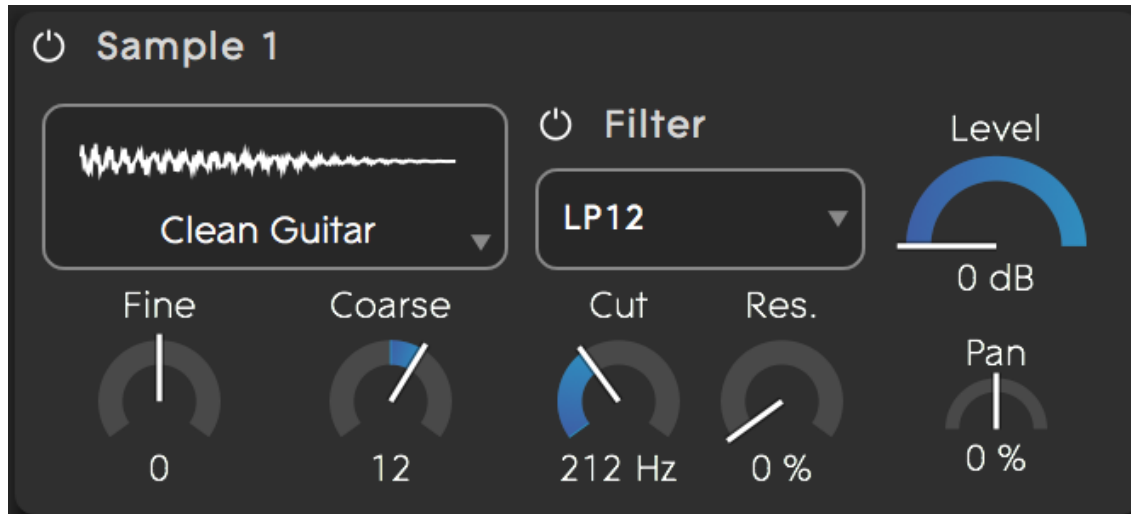 Sample 1
Clean Guitar
Filter
LP12
Level
0 dB
Fine
Coarse
Cut
Res.
0
12
212 Hz
0 %
Pan
0 %